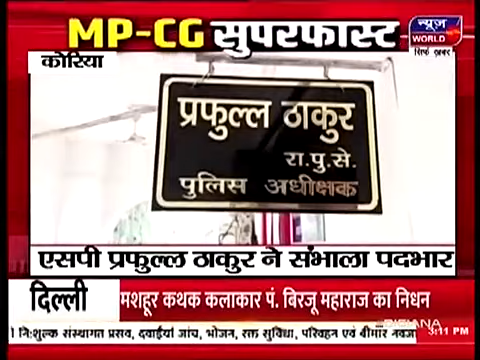 MP-CG सुपरफास्ट
न्यूज़
WORLD
सिर्फ़ ख़बर
कोरिया
प्रफुल्ल ठाकुर
रा.पु.से.
पुलिस अधीक्षक
एसपी प्रफुल्ल ठाकुर ने संभाला पदभार
दिल्ली
मशहूर कथक कलाकार पं. बिरजू महाराज का निधन
नि:शुल्क संस्थागत प्रसव, दवाईयां जांच, भोजन, रक्त सुविधा, परिवहन एवं बीमार नवजा
3:11 PM